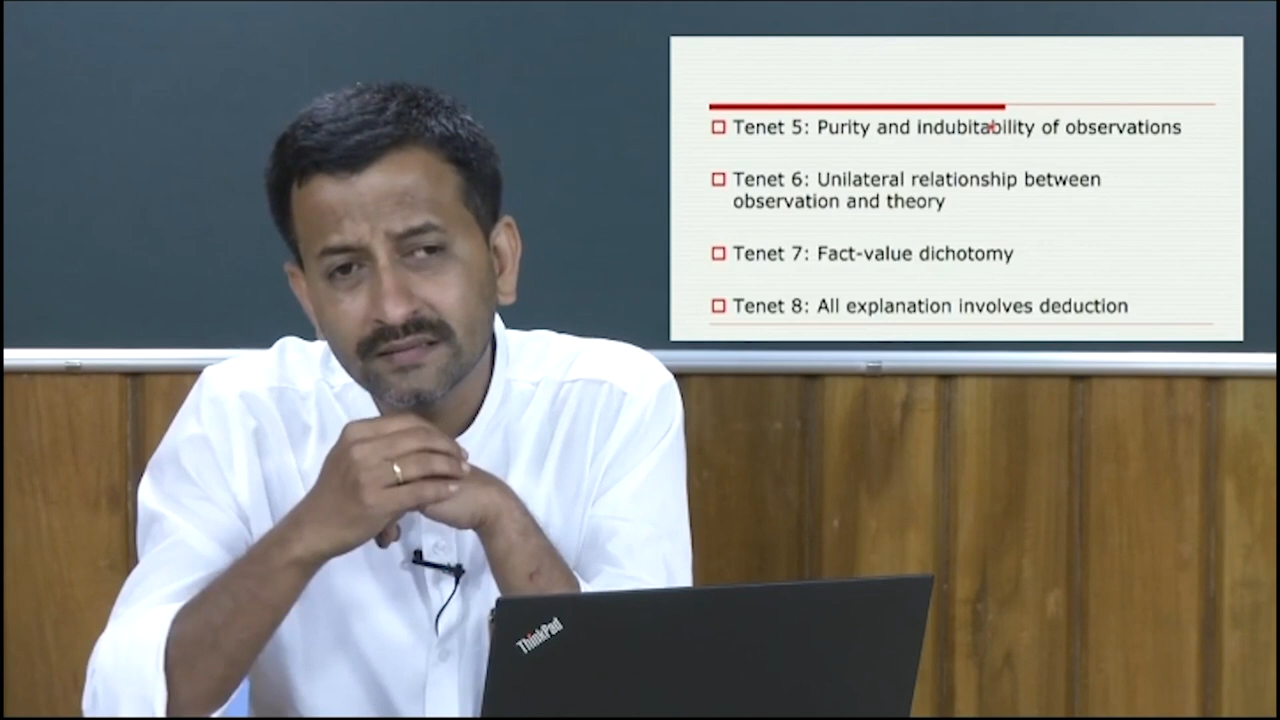 Tenet 5: Purity and indubitability of observations
Tenet 6: Unilateral relationship between
observation and theory
Tenet 7: Fact-value dichotomy
Tenet 8: All explanation involves deduction
ThinkPad